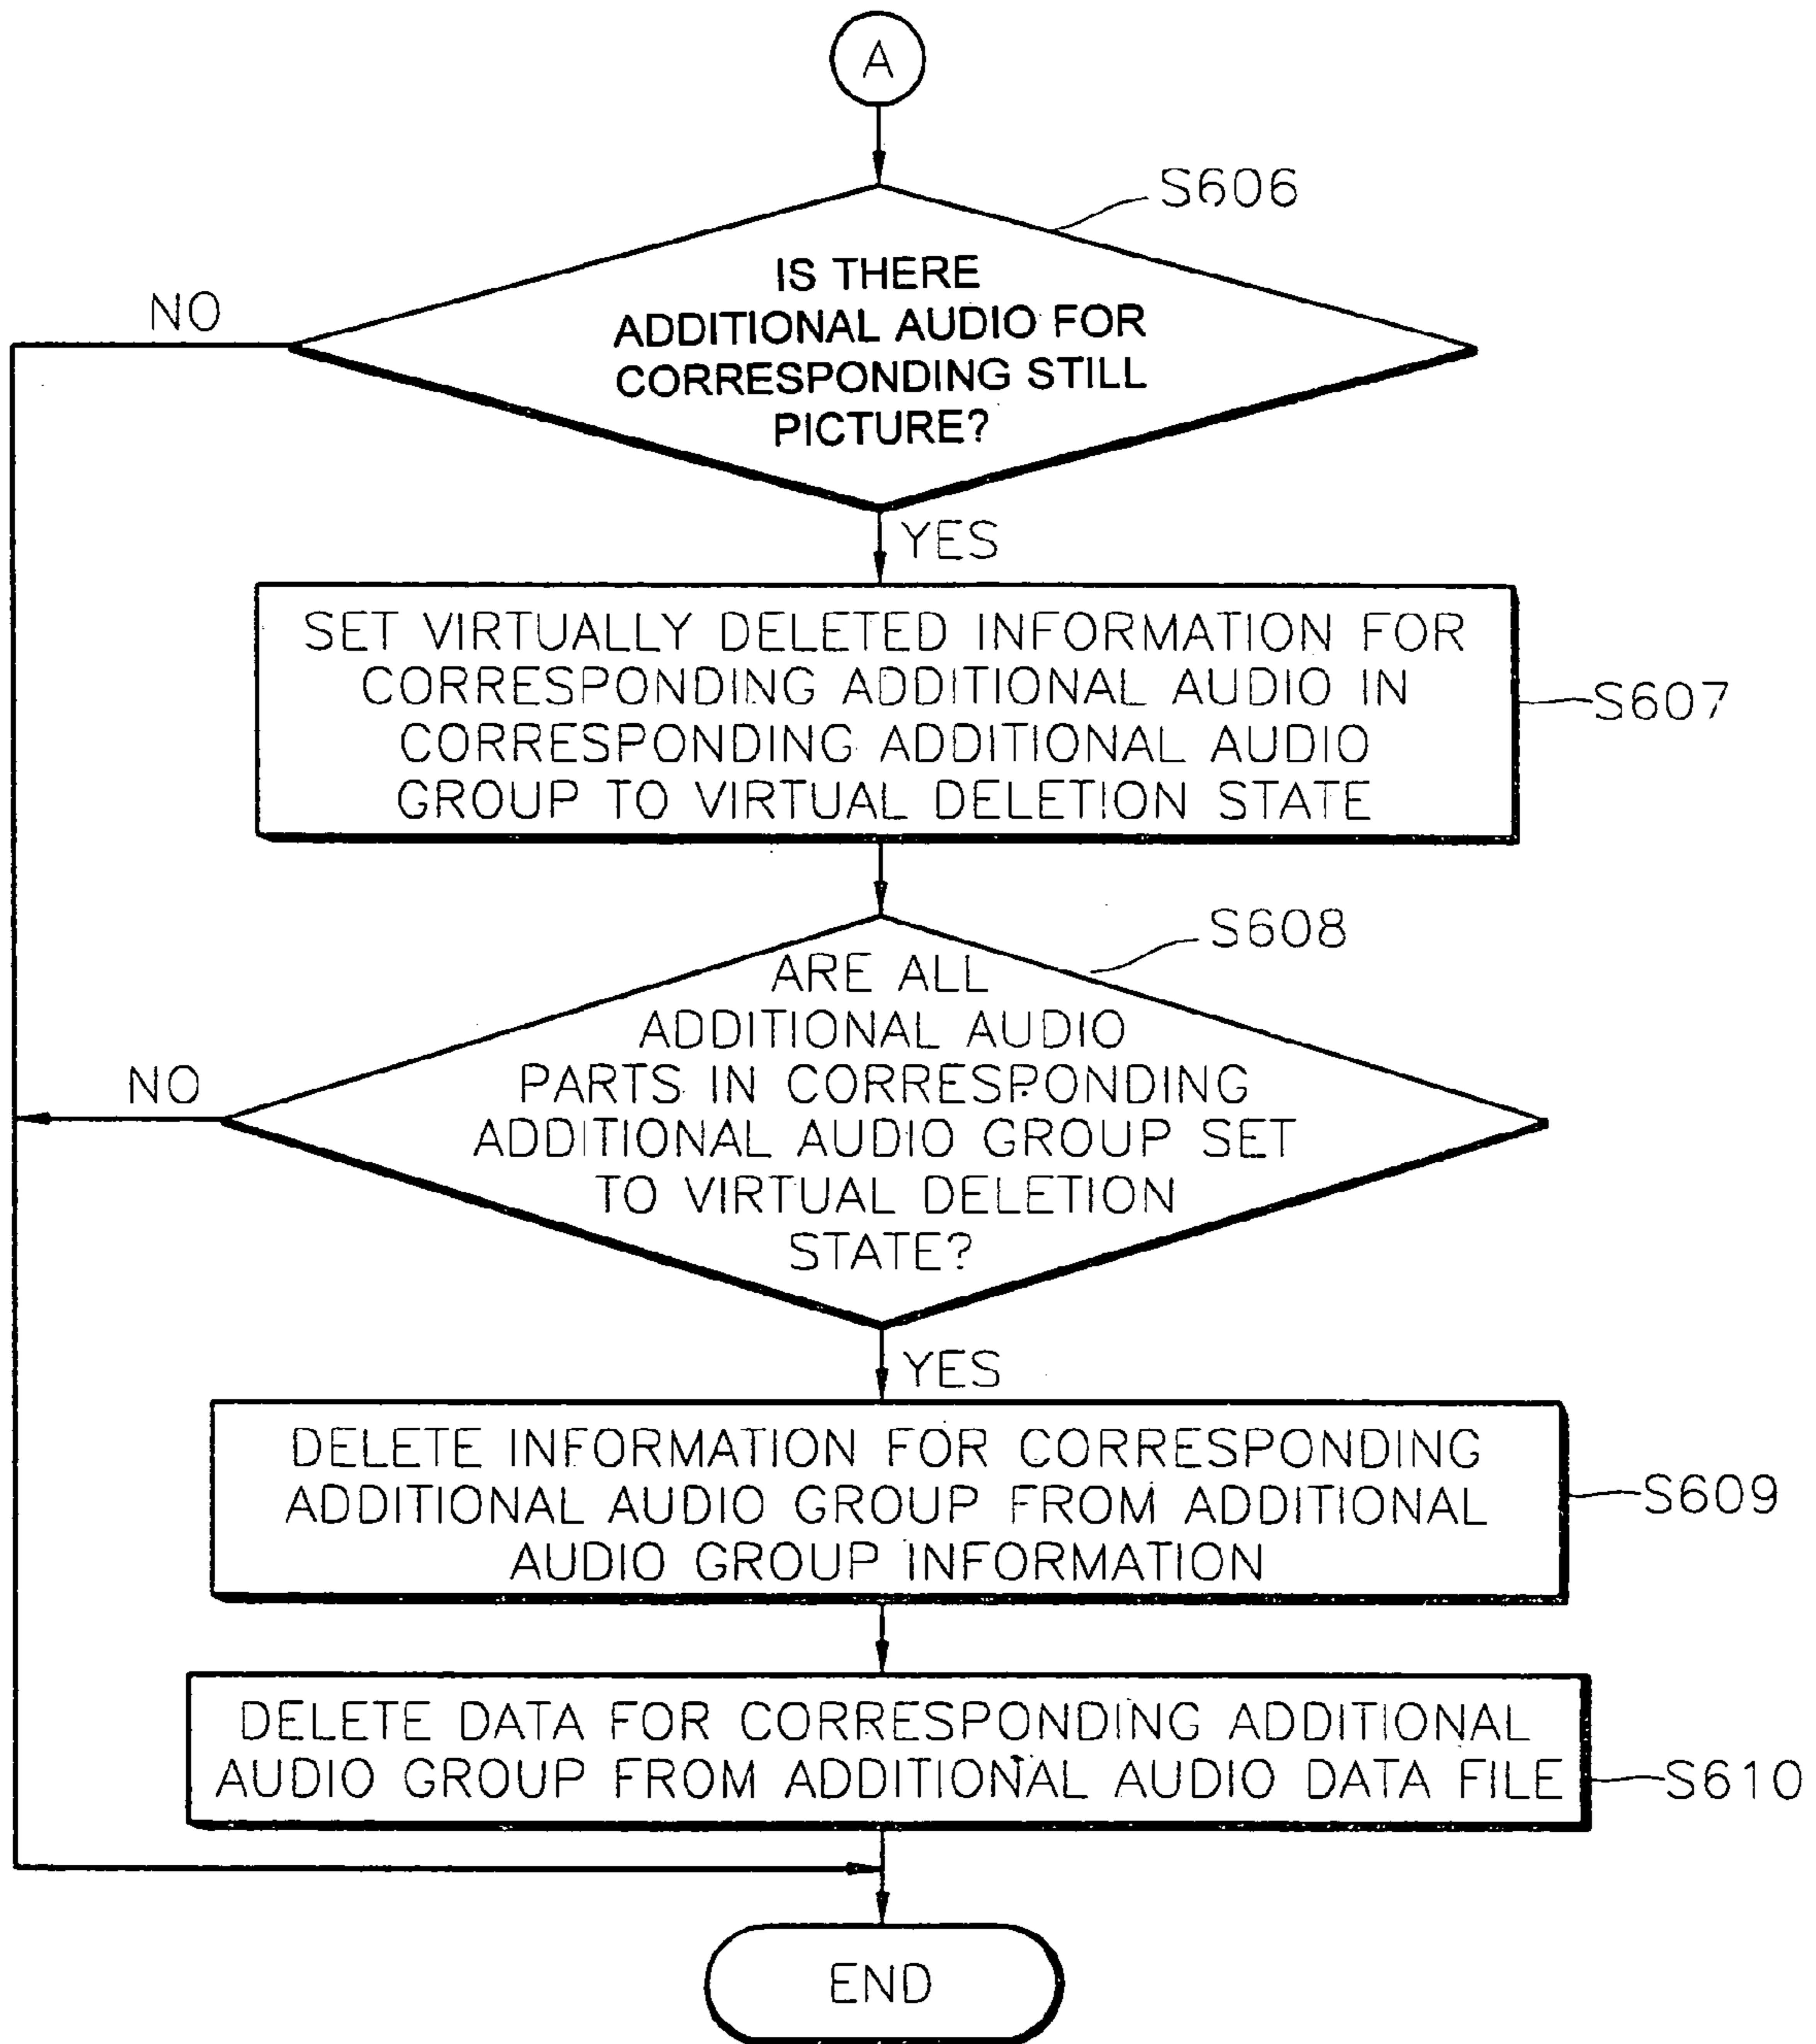 A
S606
IS THERE
ADDITIONAL AUDIO FOR
CORRESPONDING STILL
PICTURE?
NO
YES
SET VIRTUALLY DELETED INFORMATION FOR
CORRESPONDING ADDITIONAL AUDIO IN
CORRESPONDING ADDITIONAL AUDIO
GROUP TO VIRTUAL DELETION STATE
S607
S608
ARE ALL
ADDITIONAL AUDIO
PARTS IN CORRESPONDING
ADDITIONAL AUDIO GROUP SET
TO VIRTUAL DELETION
STATE?
NO
YES
DELETE INFORMATION FOR CORRESPONDING
ADDITIONAL AUDIO GROUP FROM ADDITIONAL
AUDIO GROUP INFORMATION
S609
DELETE DATA FOR CORRESPONDING ADDITIONAL
AUDIO GROUP FROM ADDITIONAL AUDIO DATA FILE
S610
END